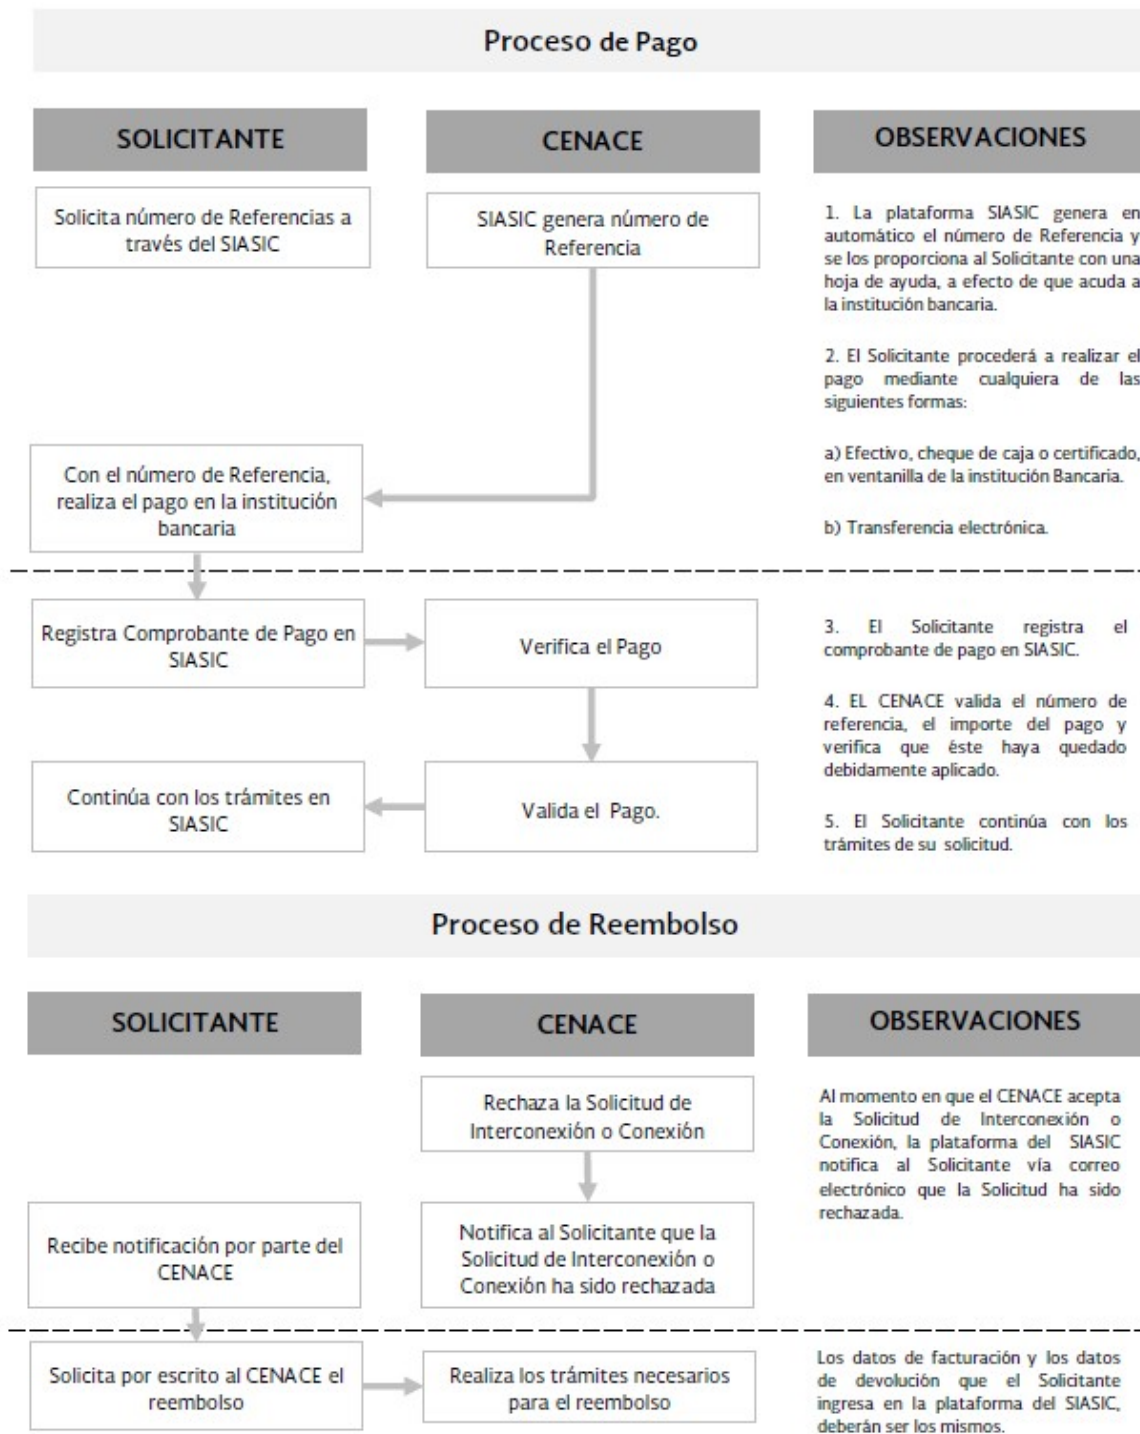 Proceso de Pago
SOLICITANTE
CENACE
OBSERVACIONES
Solicita número de Referencias a
través del SIASIC
SIASIC genera número de
Referencia
1. La plataforma SIASIC genera en
automático el número de Referencia y
se los proporciona al Solicitante con una
hoja de ayuda, a efecto de que acuda a
la institución bancaria.
2. El Solicitante procederá a realizar el
pago mediante cualquiera de las
siguientes formas:
a) Efectivo, cheque de caja o certificado,
en ventanilla de la institución Bancaria.
b) Transferencia electrónica.
Con el número de Referencia,
realiza el pago en la institución
bancaria
Registra Comprobante de Pago en
SIASIC
Verifica el Pago
3. El Solicitante registra el
comprobante de pago en SIASIC.
4. EL CENACE valida el número de
referencia, el importe del pago y
verifica que éste haya quedado
debidamente aplicado.
Continúa con los trámites en
SIASIC
Valida el Pago.
5. El Solicitante continúa con los
trámites de su solicitud.
Proceso de Reembolso
SOLICITANTE
CENACE
OBSERVACIONES
Rechaza la Solicitud de
Interconexión o Conexión
Al momento en que el CENACE acepta
la Solicitud de Interconexión o
Conexión, la plataforma del SIASIC
notifica al Solicitante vía correo
electrónico que la Solicitud ha sido
rechazada.
Recibe notificación por parte del
CENACE
Notifica al Solicitante que la
Solicitud de Interconexión o
Conexión ha sido rechazada
Solicita por escrito al CENACE el
reembolso
Realiza los trámites necesarios
para el reembolso
Los datos de facturación y los datos
de devolución que el Solicitante
ingresa en la plataforma del SIASIC,
deberán ser los mismos.